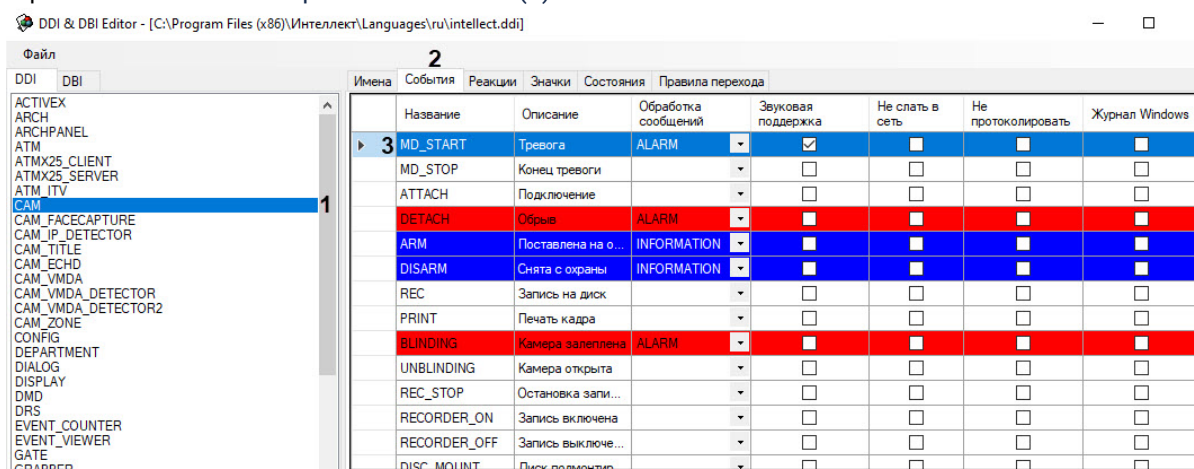 DDI & DBI Editor - [C:\Program Files (x86)\Интеллект\Languages\ru\intellect.ddi]
Файл
2
DDI DBI
Имена События Реакции Значки Состояния Правила перехода
ACTIVEX
ARCH
ARCHPANEL
ATM
ATMX25_CLIENT
ATMX25_SERVER
ATM_ITV
CAM 1
CAM_FACECAPTURE
CAM_IP_DETECTOR
CAM_TITLE
CAM_ECHD
CAM_VMDA
CAM_VMDA_DETECTOR
CAM_VMDA_DETECTOR2
CAM_ZONE
CONFIG
DEPARTMENT
DIALOG
DISPLAY
DMD
DRS
EVENT_COUNTER
EVENT_VIEWER
GATE
GRABBER
Название Описание Обработка сообщений Звуковая поддержка Не слать в сеть Не протоколировать Журнал Windows
3 MD_START Тревога ALARM
MD_STOP Конец тревоги
ATTACH Подключение
DETACH Обрыв ALARM
ARM Поставлена на о... INFORMATION
DISARM Снята с охраны INFORMATION
REC Запись на диск
PRINT Печать кадра
BLINDING Камера залеплена ALARM
UNBLINDING Камера открыта
REC_STOP Остановка запи...
RECORDER_ON Запись включена
RECORDER_OFF Запись выключе...
DISC_MOUNT Диск подмонтир...